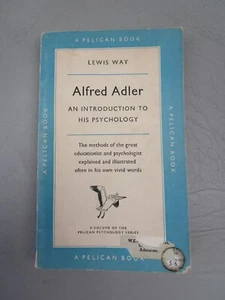 A PELICAN BOOK
LEWIS WAY
Alfred Adler
AN INTRODUCTION TO
HIS PSYCHOLOGY
The methods of the great
educationist and psychologist
explained and illustrated
often in his own vivid words
A VOLUME OF THE
PELICAN PSYCHOLOGY SERIES
A PELICAN BOOK
A PELICAN BOOK
A PELICAN BOOK